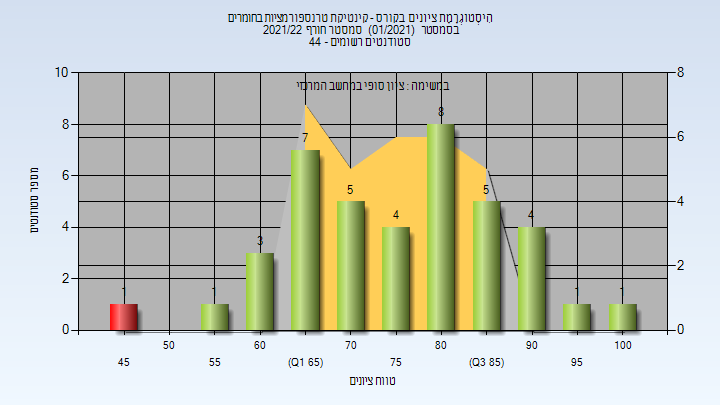 היסטוגרמת ציונים בקורס - קינטיקת טרנספורמציות בחומרים
בסמסטר (01/2021) סמסטר חורף 2021/22
סטודנטים רשומים - 44
במשימה : ציון סופי במחשב המרכזי
10 8
8 6
6 4
4 2
2 0
0
מספר סטודנטים
1 1 3 7 5 4 8 5 4 1 1
50 60 70 80 90 100
45 55 (Q1 65) 75 (Q3 85) 95
טווח ציונים